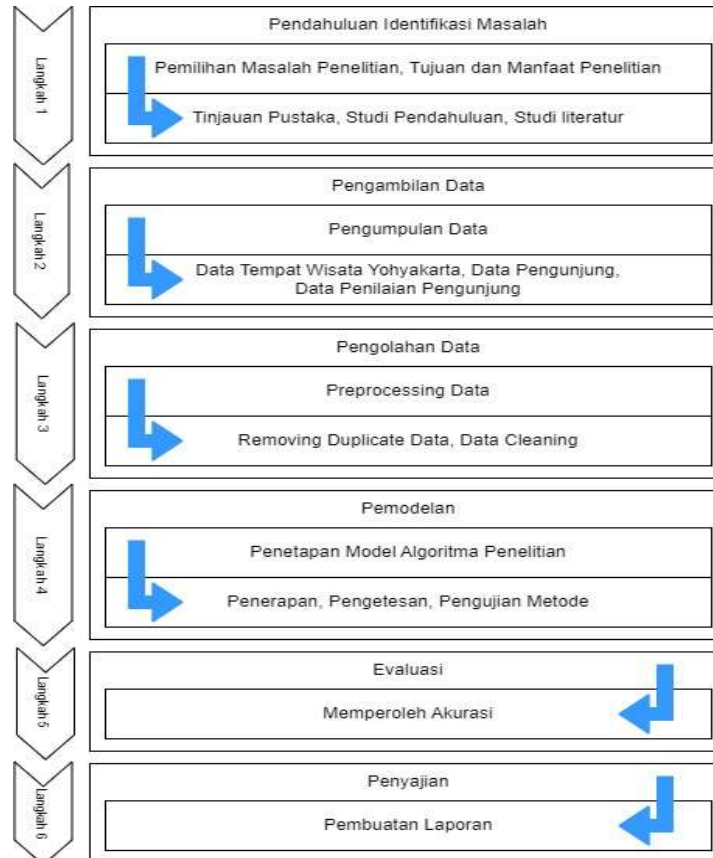 Langkah 1
Pendahuluan Identifikasi Masalah
Pemilihan Masalah Penelitian, Tujuan dan Manfaat Penelitian
Tinjauan Pustaka, Studi Pendahuluan, Studi literatur
Langkah 2
Pengambilan Data
Pengumpulan Data
Data Tempat Wisata Yohyakarta, Data Pengunjung,
Data Penilaian Pengunjung
Langkah 3
Pengolahan Data
Preprocessing Data
Removing Duplicate Data, Data Cleaning
Langkah 4
Pemodelan
Penetapan Model Algoritma Penelitian
Penerapan, Pengetesan, Pengujian Metode
Langkah 5
Evaluasi
Memperoleh Akurasi
Langkah 6
Penyajian
Pembuatan Laporan